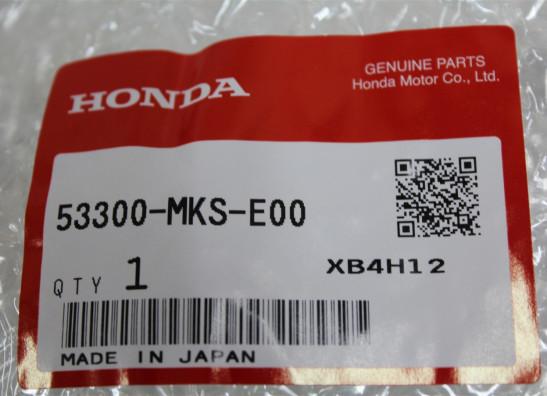 HONDA
GENUINE PARTS
Honda Motor Co., Ltd.
53300-MKS-E00
QTY 1
XB4H12
MADE IN JAPAN